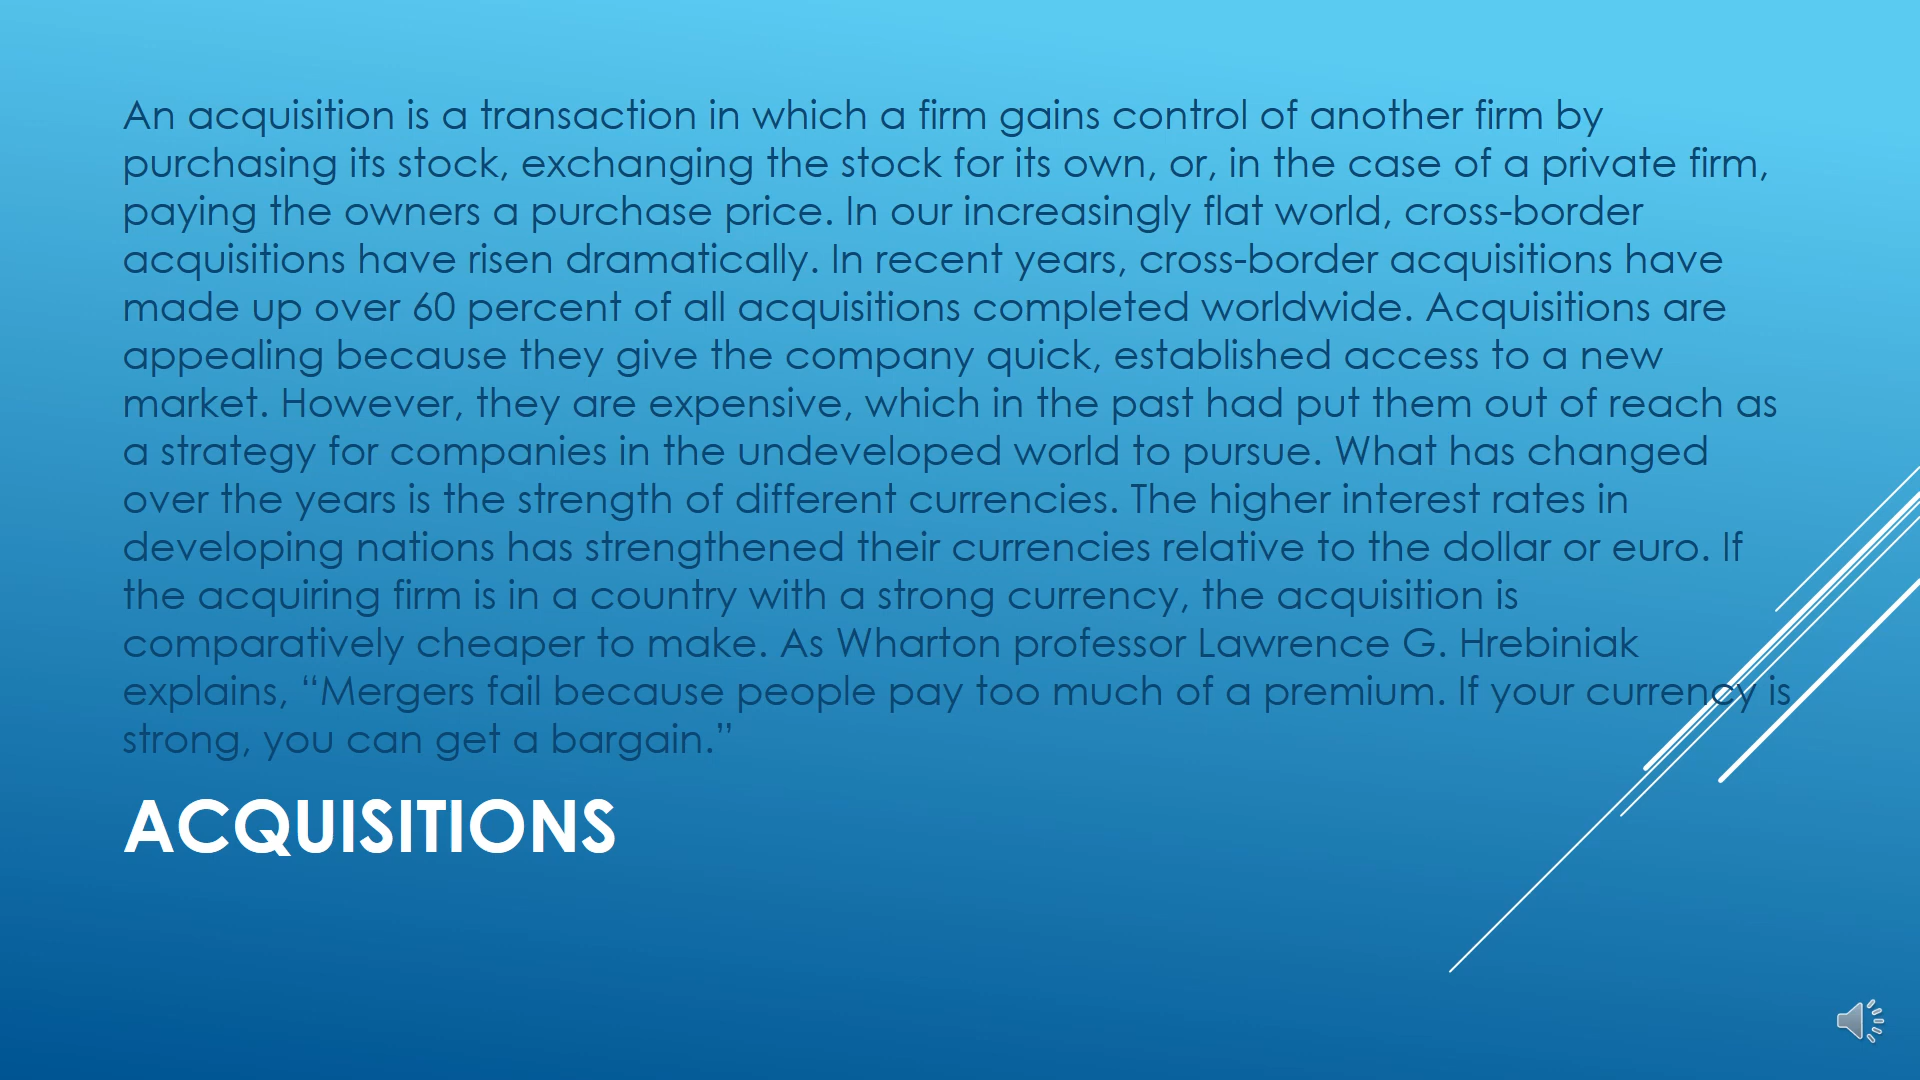 An acquisition is a transaction in which a firm gains control of another firm by
purchasing its stock, exchanging the stock for its own, or, in the case of a private firm,
paying the owners a purchase price. In our increasingly flat world, cross-border
acquisitions have risen dramatically. In recent years, cross-border acquisitions have
made up over 60 percent of all acquisitions completed worldwide. Acquisitions are
appealing because they give the company quick, established access to a new
market. However, they are expensive, which in the past had put them out of reach as
a strategy for companies in the undeveloped world to pursue. What has changed
over the years is the strength of different currencies. The higher interest rates in
developing nations has strengthened their currencies relative to the dollar or euro. If
the acquiring firm is in a country with a strong currency, the acquisition is
comparatively cheaper to make. As Wharton professor Lawrence G. Hrebiniak
explains, “Mergers fail because people pay too much of a premium. If your currency is
strong, you can get a bargain.”
ACQUISITIONS